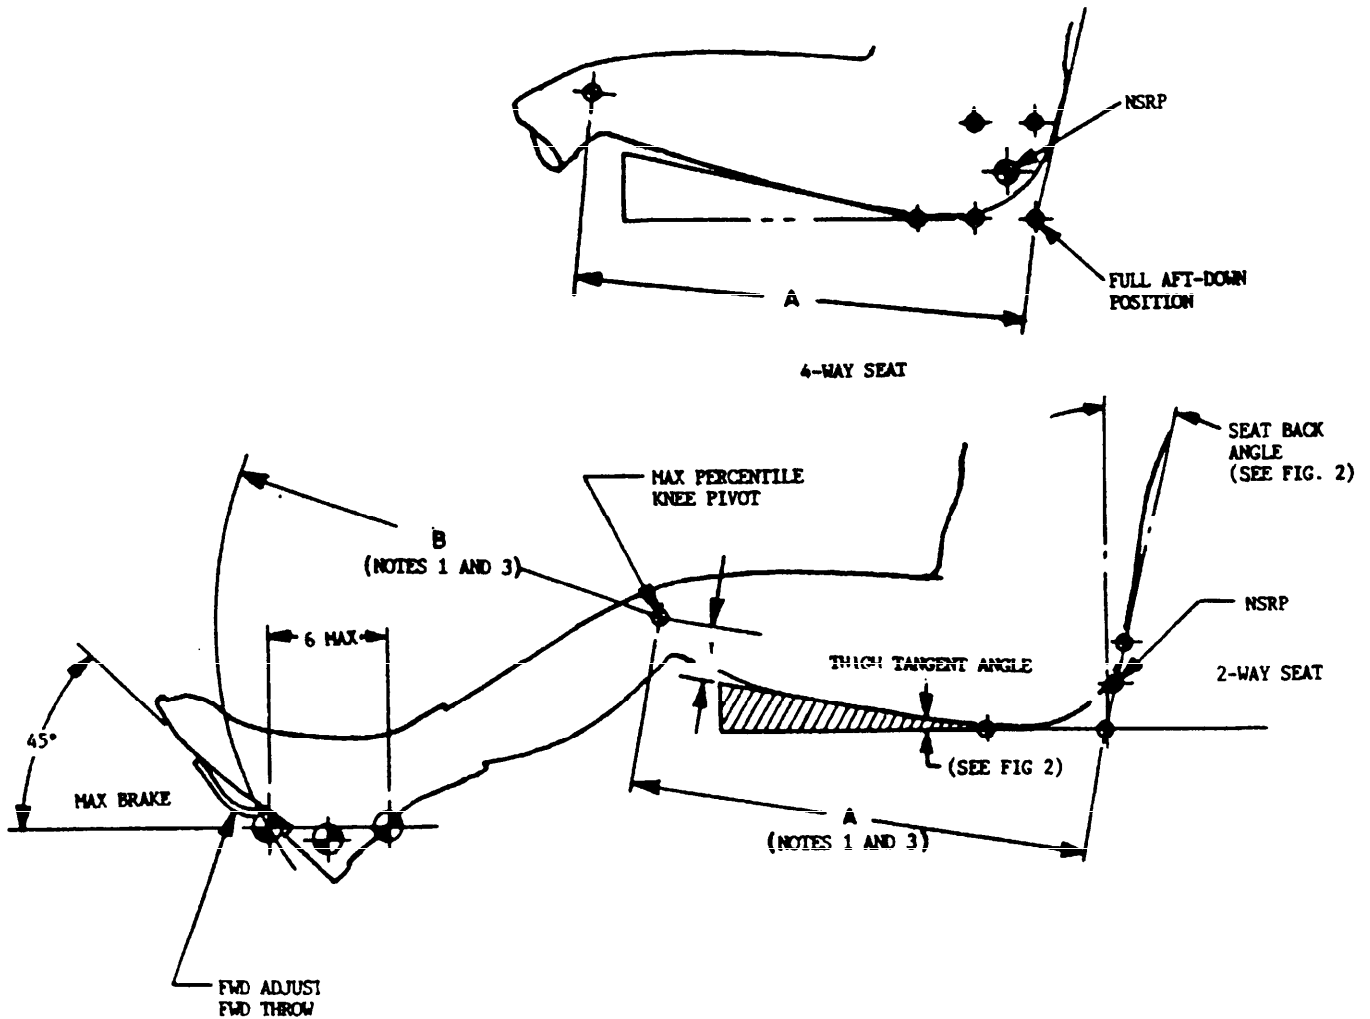 NSRP
FULL AFT-DOWN
POSITION
A
4-WAY SEAT
SEAT BACK
ANGLE
(SEE FIG. 2)
MAX PERCENTILE
KNEE PIVOT
B
(NOTES 1 AND 3)
NSRP
6 MAX
THIGH TANGENT ANGLE
2-WAY SEAT
45°
(SEE FIG 2)
MAX BRAKE
A
(NOTES 1 AND 3)
FWD ADJUST
FWD THROW